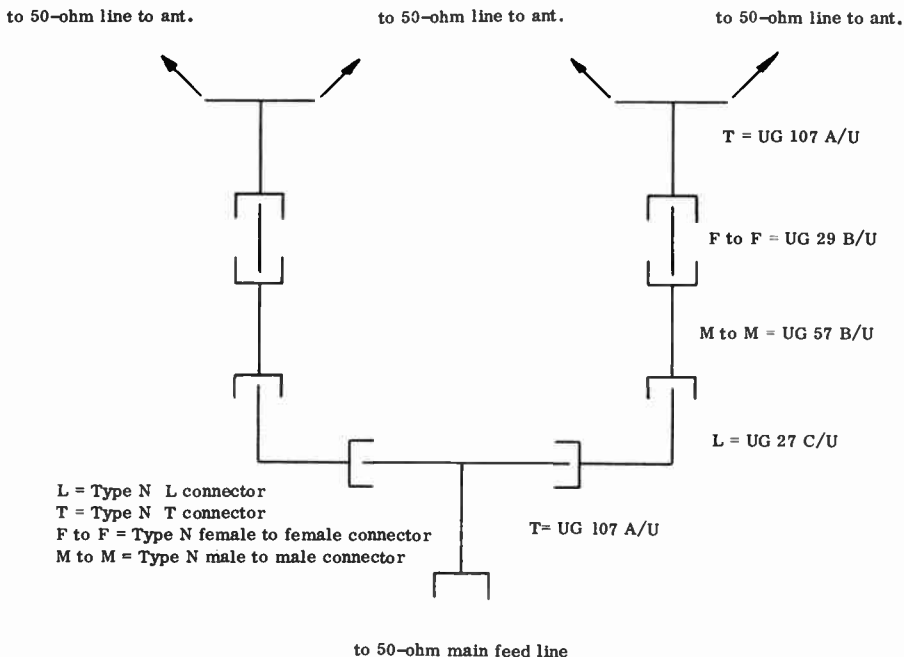 to 50-ohm line to ant.
to 50-ohm line to ant.
to 50-ohm line to ant.
T = UG 107 A/U
F to F = UG 29 B/U
M to M = UG 57 B/U
L = UG 27 C/U
L = Type N L connector
T = Type N T connector
F to F = Type N female to female connector
M to M = Type N male to male connector
T= UG 107 A/U
to 50-ohm main feed line